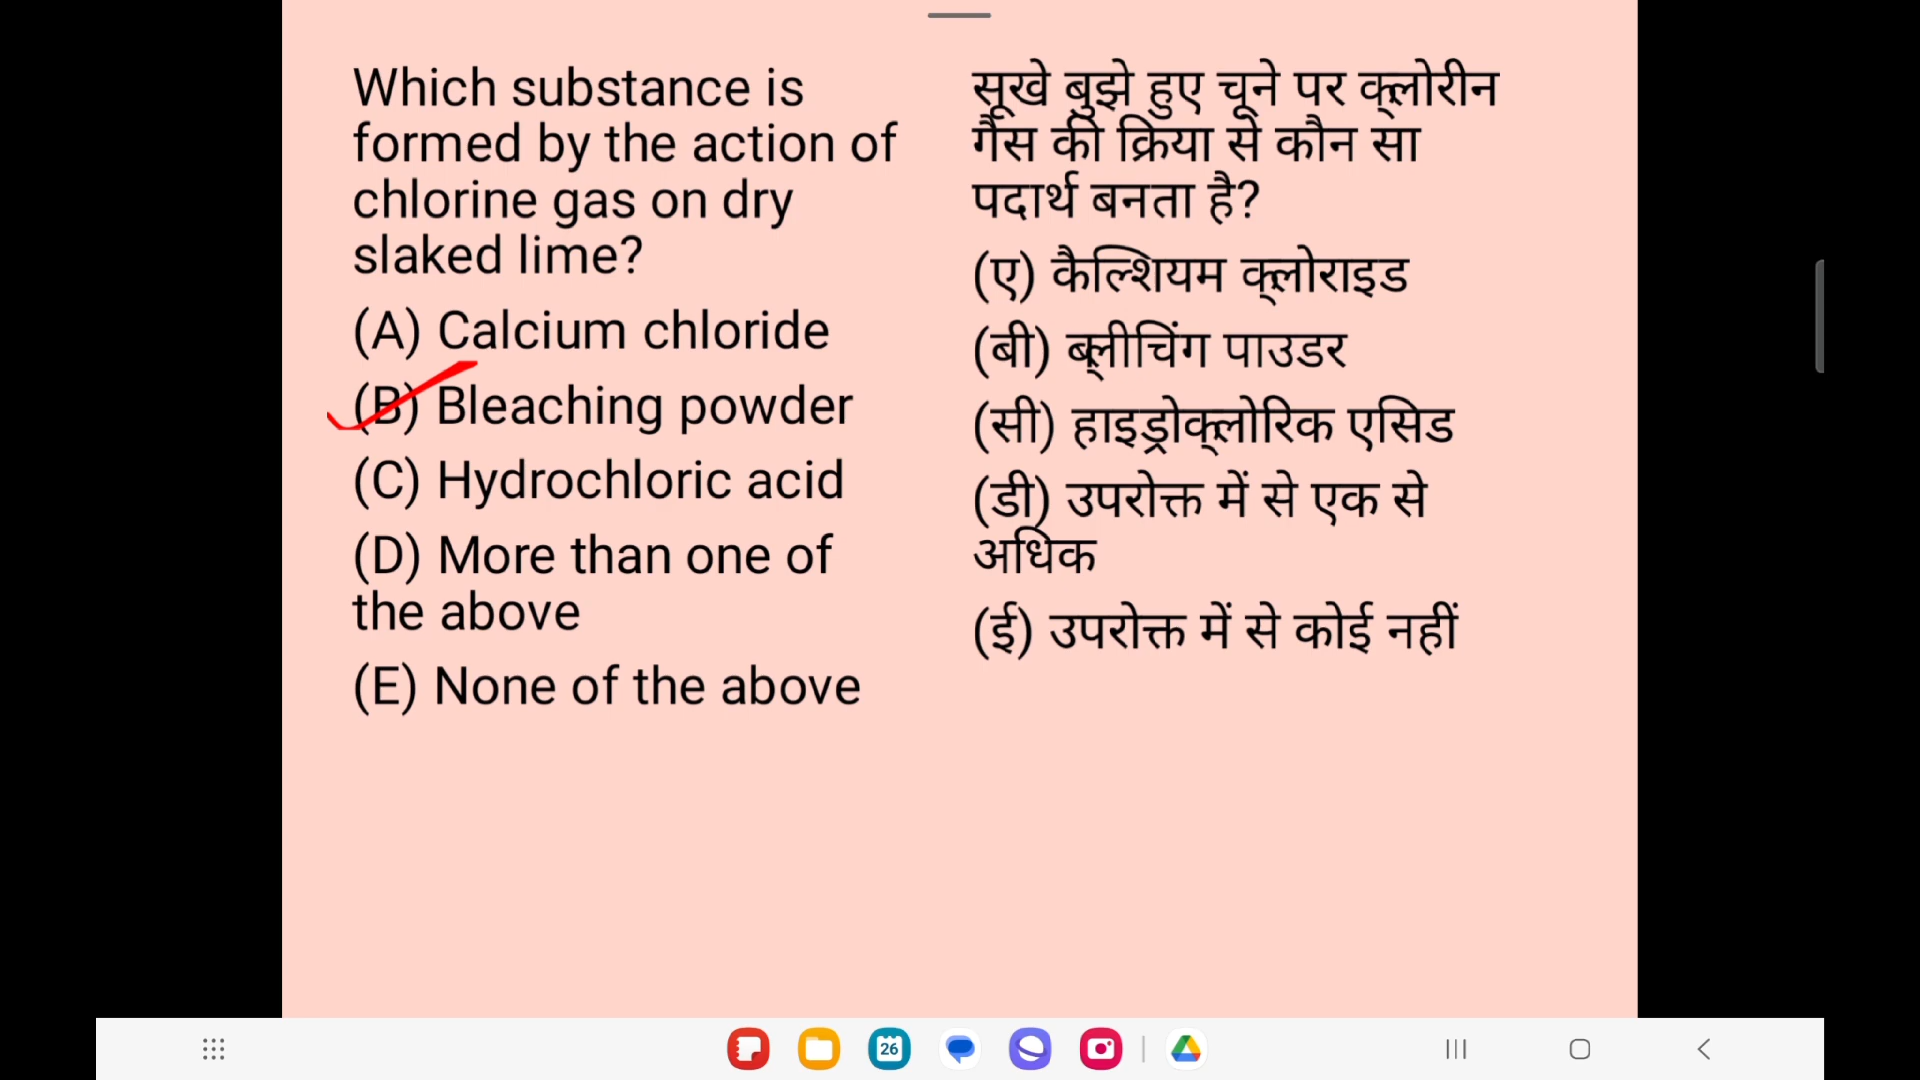 Which substance is
formed by the action of
chlorine gas on dry
slaked lime?
(A) Calcium chloride
(B) Bleaching powder
(C) Hydrochloric acid
(D) More than one of
the above
(E) None of the above
सूखे बुझे हुए चूने पर क्लोरीन
गैस की क्रिया से कौन सा
पदार्थ बनता है?
(ए) कैल्शियम क्लोराइड
(बी) ब्लीचिंग पाउडर
(सी) हाइड्रोक्लोरिक एसिड
(डी) उपरोक्त में से एक से
अधिक
(ई) उपरोक्त में से कोई नहीं
26